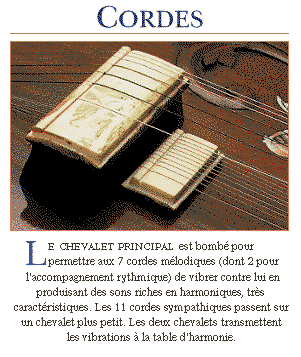 CORDES
LE CHEVALET PRINCIPAL est bombé pour
permettre aux 7 cordes mélodiques (dont 2 pour
l'accompagnement rythmique) de vibrer contre lui en
produisant des sons riches en harmoniques, très
caractéristiques. Les 11 cordes sympathiques passent sur
un chevalet plus petit. Les deux chevalets transmettent
les vibrations à la table d'harmonie.